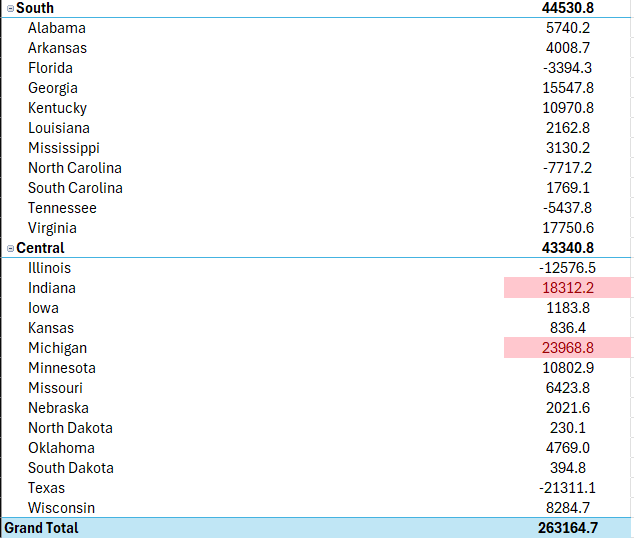 South 44530.8
Alabama 5740.2
Arkansas 4008.7
Florida -3394.3
Georgia 15547.8
Kentucky 10970.8
Louisiana 2162.8
Mississippi 3130.2
North Carolina -7717.2
South Carolina 1769.1
Tennessee -5437.8
Virginia 17750.6
Central 43340.8
Illinois -12576.5
Indiana 18312.2
Iowa 1183.8
Kansas 836.4
Michigan 23968.8
Minnesota 10802.9
Missouri 6423.8
Nebraska 2021.6
North Dakota 230.1
Oklahoma 4769.0
South Dakota 394.8
Texas -21311.1
Wisconsin 8284.7
Grand Total 263164.7